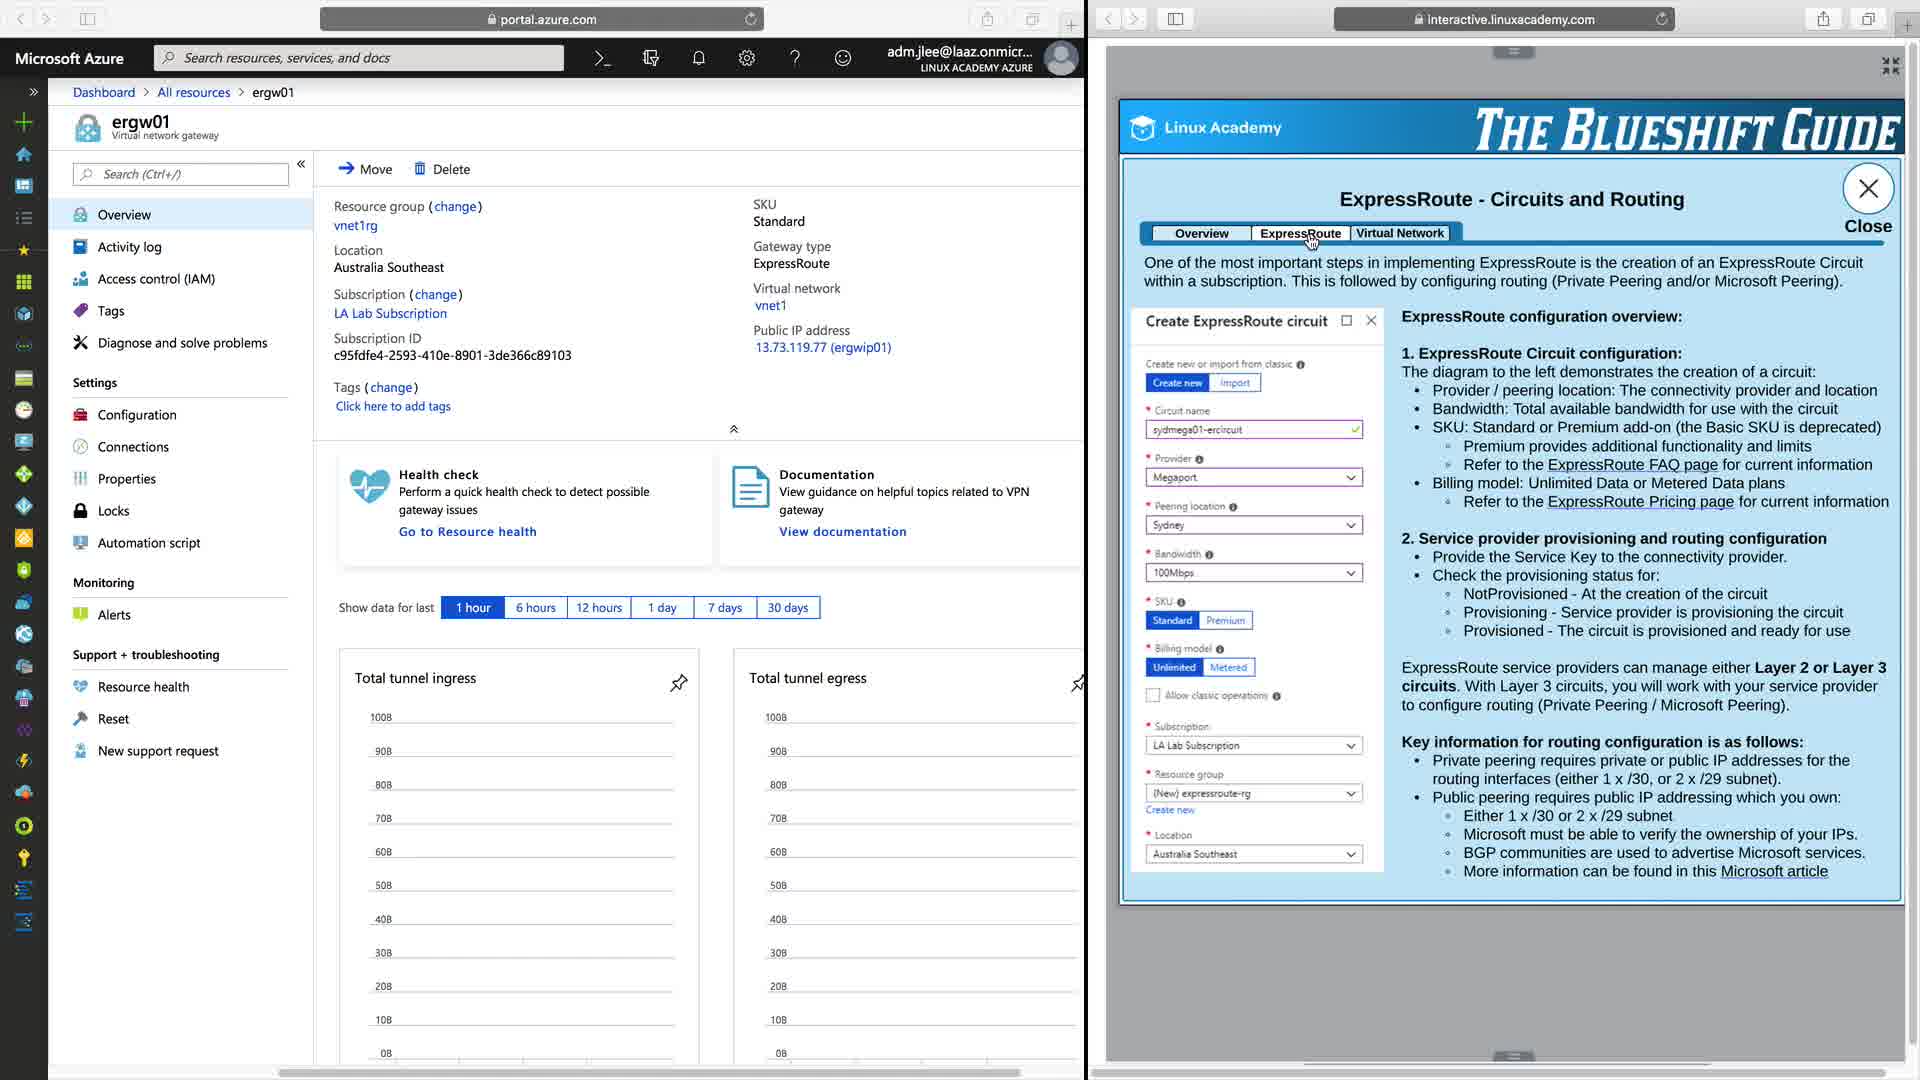 portal.azure.com
Microsoft Azure
Search resources, services, and docs
adm.jlee@laaz.onmicr...
LINUX ACADEMY AZURE
Dashboard > All resources > ergw01
ergw01
Virtual network gateway
Search (Ctrl+/)
Overview
Activity log
Access control (IAM)
Tags
Diagnose and solve problems
Settings
Configuration
Connections
Properties
Locks
Automation script
Monitoring
Alerts
Support + troubleshooting
Resource health
Reset
New support request
Move Delete
Resource group (change)
vnet1rg
Location
Australia Southeast
Subscription (change)
LA Lab Subscription
Subscription ID
c95fdfe4-2593-410e-8901-3de366c89103
Tags (change)
Click here to add tags
SKU
Standard
Gateway type
ExpressRoute
Virtual network
vnet1
Public IP address
13.73.119.77 (ergwip01)
Health check
Perform a quick health check to detect possible
gateway issues
Go to Resource health
Documentation
View guidance on helpful topics related to VPN
gateway
View documentation
Show data for last 1 hour 6 hours 12 hours 1 day 7 days 30 days
Total tunnel ingress
100B
90B
80B
70B
60B
50B
40B
30B
20B
10B
0B
Total tunnel egress
100B
90B
80B
70B
60B
50B
40B
30B
20B
10B
0B
interactive.linuxacademy.com
Linux Academy
THE BLUESHIFT GUIDE
ExpressRoute - Circuits and Routing
Close
Overview ExpressRoute Virtual Network
One of the most important steps in implementing ExpressRoute is the creation of an ExpressRoute Circuit
within a subscription. This is followed by configuring routing (Private Peering and/or Microsoft Peering).
Create ExpressRoute circuit
Create new or import from classic
Create new Import
* Circuit name
sydmega01-ercircuit
* Provider
Megaport
* Peering location
Sydney
* Bandwidth
100Mbps
* SKU
Standard Premium
* Billing model
Unlimited Metered
Allow classic operations
* Subscription
LA Lab Subscription
* Resource group
(New) expressroute-rg
Create new
* Location
Australia Southeast
ExpressRoute configuration overview:
1. ExpressRoute Circuit configuration:
The diagram to the left demonstrates the creation of a circuit:
• Provider / peering location: The connectivity provider and location
• Bandwidth: Total available bandwidth for use with the circuit
• SKU: Standard or Premium add-on (the Basic SKU is deprecated)
◦ Premium provides additional functionality and limits
◦ Refer to the ExpressRoute FAQ page for current information
• Billing model: Unlimited Data or Metered Data plans
◦ Refer to the ExpressRoute Pricing page for current information
2. Service provider provisioning and routing configuration
• Provide the Service Key to the connectivity provider.
• Check the provisioning status for:
◦ NotProvisioned - At the creation of the circuit
◦ Provisioning - Service provider is provisioning the circuit
◦ Provisioned - The circuit is provisioned and ready for use
ExpressRoute service providers can manage either Layer 2 or Layer 3
circuits. With Layer 3 circuits, you will work with your service provider
to configure routing (Private Peering / Microsoft Peering).
Key information for routing configuration is as follows:
• Private peering requires private or public IP addresses for the
routing interfaces (either 1 x /30, or 2 x /29 subnet).
• Public peering requires public IP addressing which you own:
◦ Either 1 x /30 or 2 x /29 subnet
◦ Microsoft must be able to verify the ownership of your IPs.
◦ BGP communities are used to advertise Microsoft services.
◦ More information can be found in this Microsoft article